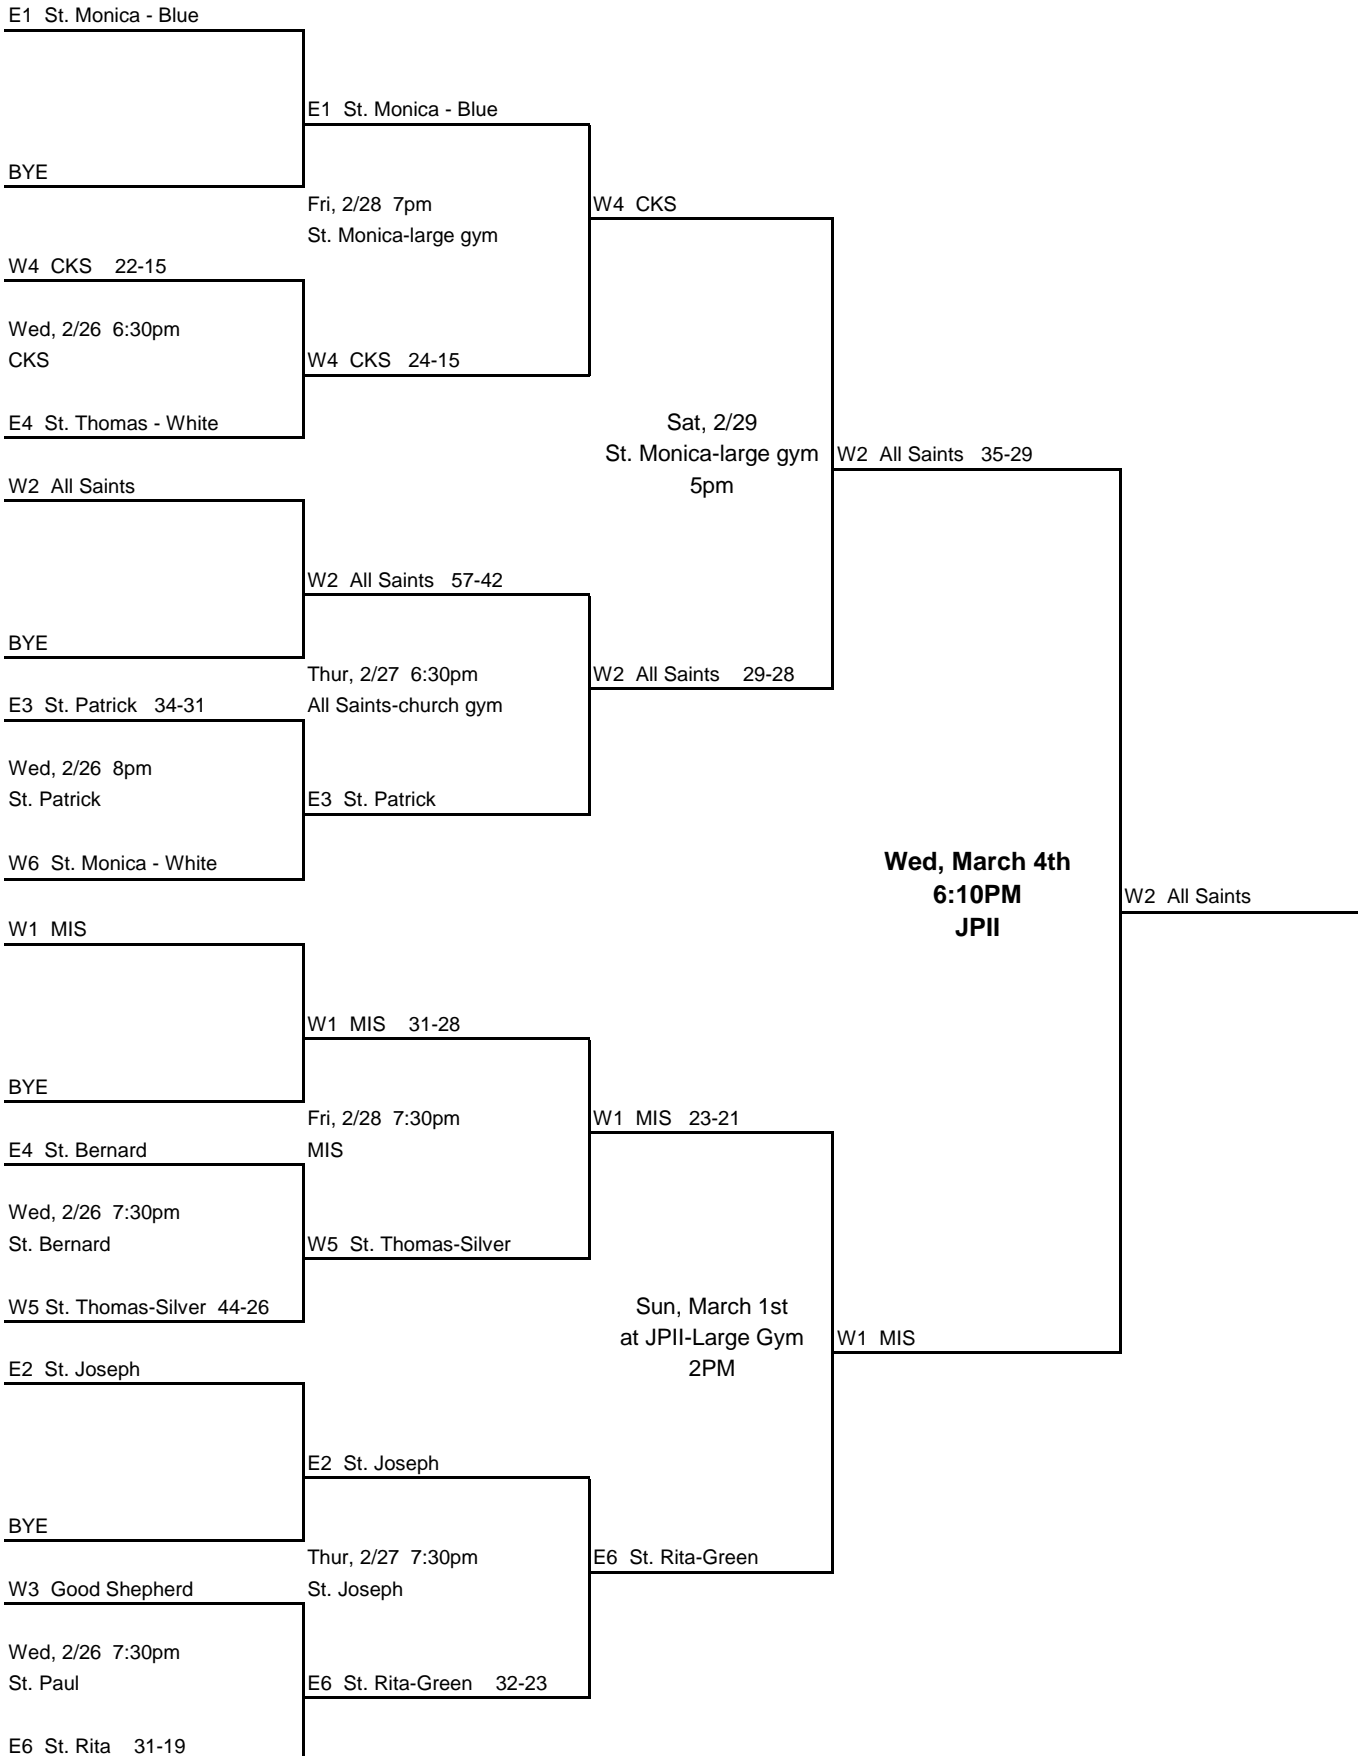 E1  St. Monica - Blue
E1  St. Monica - Blue
BYE
Fri, 2/28  7pm
St. Monica-large gym
W4  CKS
W4  CKS    22-15
Wed, 2/26  6:30pm
CKS
W4  CKS   24-15
E4  St. Thomas - White
Sat, 2/29
St. Monica-large gym
5pm
W2  All Saints   35-29
W2  All Saints
W2  All Saints   57-42
BYE
Thur, 2/27  6:30pm
All Saints-church gym
W2  All Saints    29-28
E3  St. Patrick   34-31
Wed, 2/26  8pm
St. Patrick
E3  St. Patrick
W6  St. Monica - White
Wed, March 4th
6:10PM
JPII
W2  All Saints
W1  MIS
W1  MIS    31-28
BYE
Fri, 2/28  7:30pm
MIS
W1  MIS  23-21
E4  St. Bernard
Wed, 2/26  7:30pm
St. Bernard
W5  St. Thomas-Silver
W5 St. Thomas-Silver  44-26
Sun, March 1st
at JPII-Large Gym
2PM
W1  MIS
E2  St. Joseph
E2  St. Joseph
BYE
Thur, 2/27  7:30pm
St. Joseph
E6  St. Rita-Green
W3  Good Shepherd
Wed, 2/26  7:30pm
St. Paul
E6  St. Rita-Green    32-23
E6  St. Rita    31-19